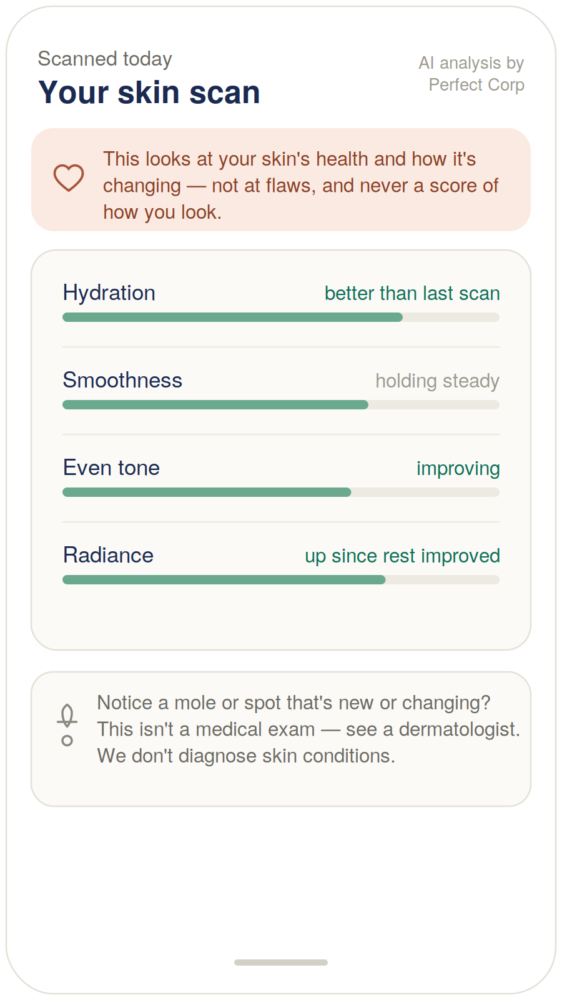 Scanned today
Your skin scan
AI analysis by
Perfect Corp
This looks at your skin's health and how it's
changing — not at flaws, and never a score of
how you look.
Hydration
better than last scan
Smoothness
holding steady
Even tone
improving
Radiance
up since rest improved
Notice a mole or spot that's new or changing?
This isn't a medical exam — see a dermatologist.
We don't diagnose skin conditions.